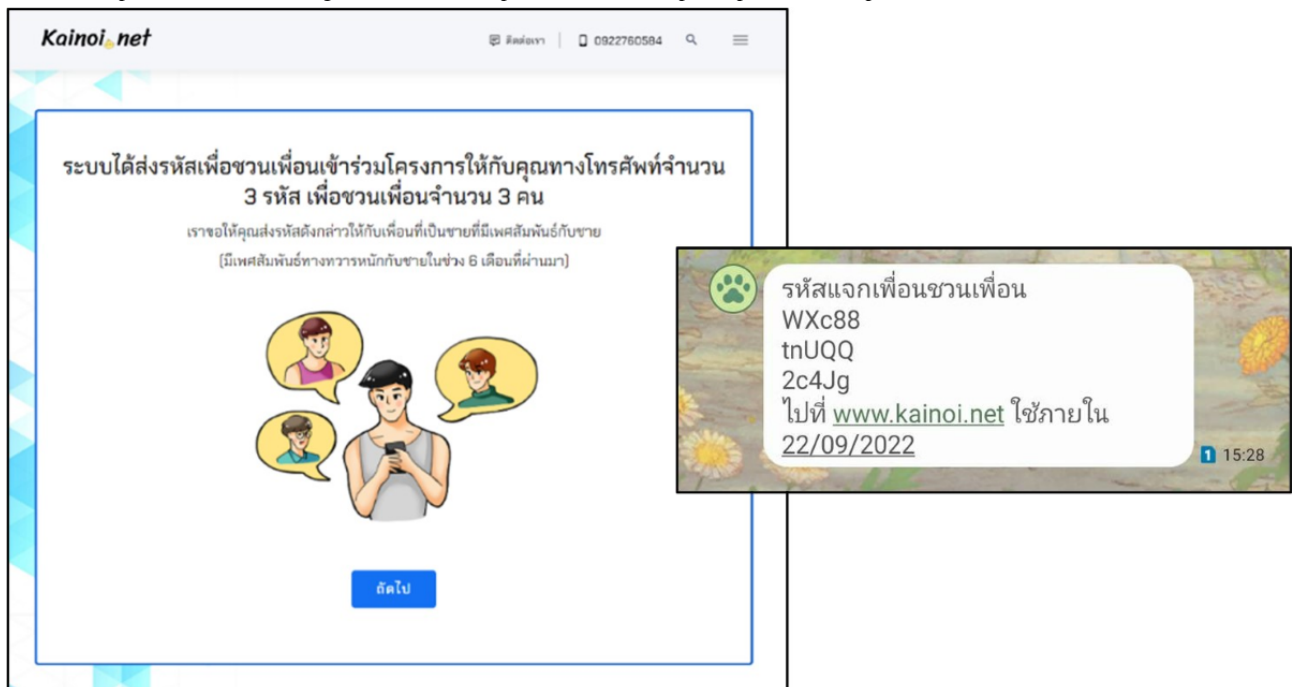 Kainoi.net
ติดต่อเรา
0922760584
ระบบได้ส่งรหัสเพื่อชวนเพื่อนเข้าร่วมโครงการให้กับคุณทางโทรศัพท์จำนวน
3 รหัส เพื่อชวนเพื่อนจำนวน 3 คน
เราขอให้คุณส่งรหัสดังกล่าวให้กับเพื่อนที่เป็นชายที่มีเพศสัมพันธ์กับชาย
(มีเพศสัมพันธ์ทางทวารหนักกับชายในช่วง 6 เดือนที่ผ่านมา)
ถัดไป
รหัสแจกเพื่อนชวนเพื่อน
WXc88
tnUQQ
2c4Jg
ไปที่ www.kainoi.net ใช้ภายใน
22/09/2022
1 15:28